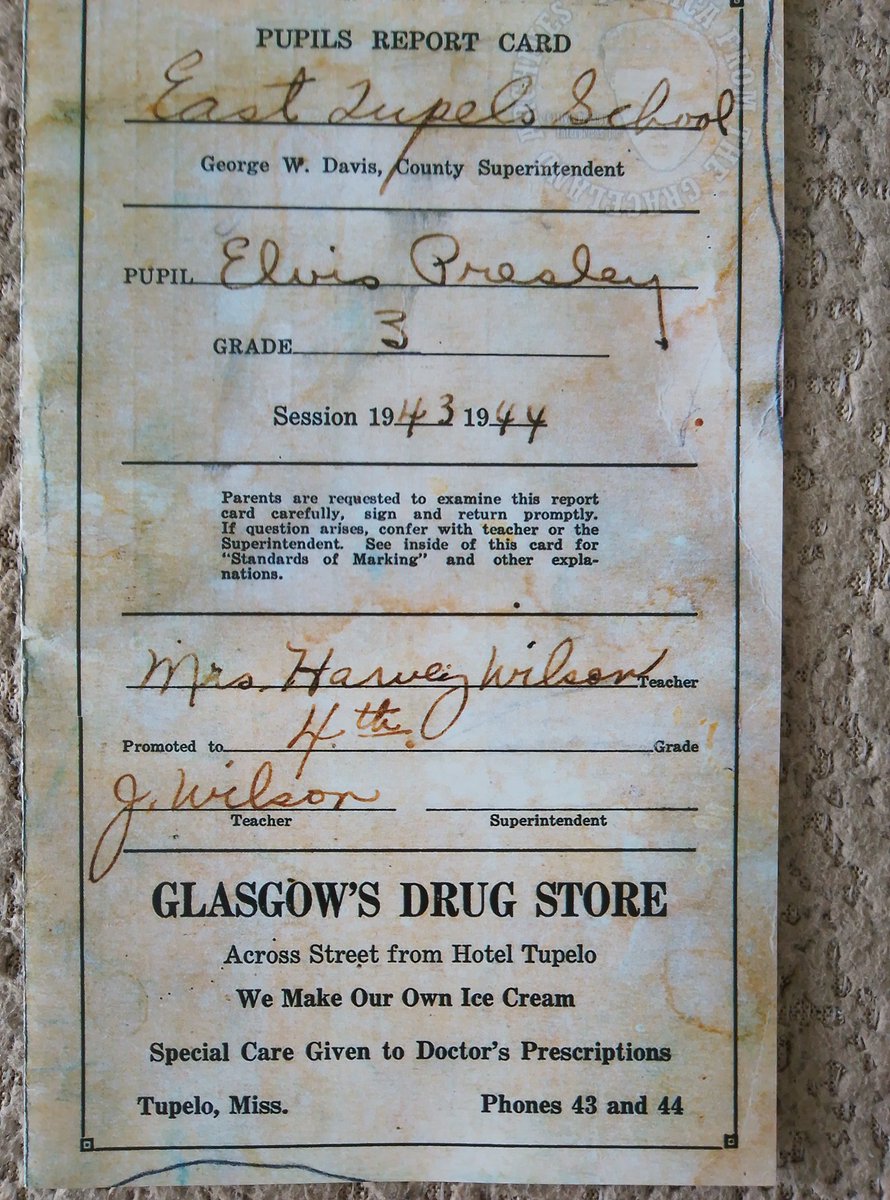 PUPILS REPORT CARD
East Tupelo School
George W. Davis, County Superintendent
PUPIL Elvis Presley
GRADE 3
Session 1943 1944
Parents are requested to examine this report
card carefully, sign and return promptly.
If question arises, confer with teacher or the
Superintendent. See inside of this card for
"Standards of Marking" and other expla-
nations.
Mrs. Harvey Wilson Teacher
Promoted to 4th. Grade
J. Wilson
Teacher Superintendent
GLASGOW'S DRUG STORE
Across Street from Hotel Tupelo
We Make Our Own Ice Cream
Special Care Given to Doctor's Prescriptions
Tupelo, Miss. Phones 43 and 44
FROM THE GRACELAND